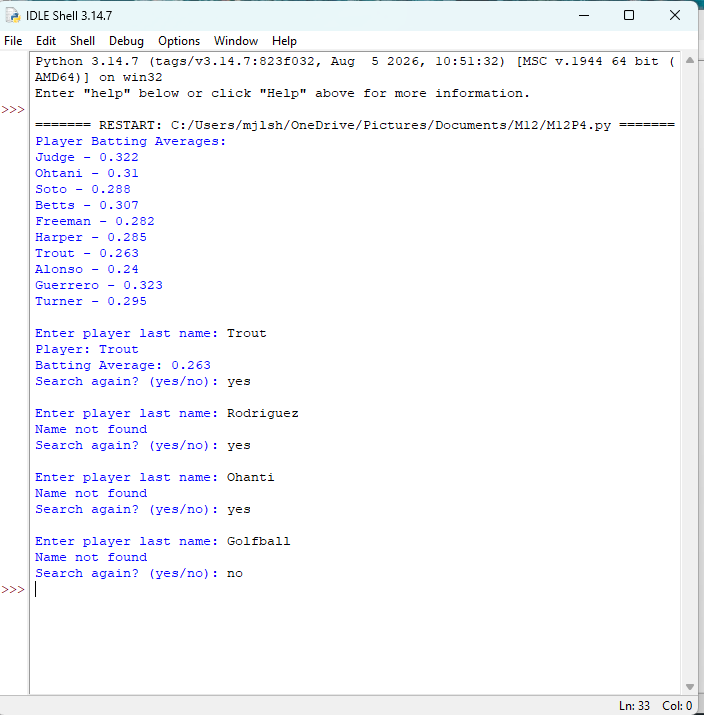 IDLE Shell 3.14.7
File Edit Shell Debug Options Window Help
Python 3.14.7 (tags/v3.14.7:823f032, Aug  5 2026, 10:51:32) [MSC v.1944 64 bit (
AMD64)] on win32
Enter "help" below or click "Help" above for more information.
>>>
======= RESTART: C:/Users/mjlsh/OneDrive/Pictures/Documents/M12/M12P4.py =======
Player Batting Averages:
Judge - 0.322
Ohtani - 0.31
Soto - 0.288
Betts - 0.307
Freeman - 0.282
Harper - 0.285
Trout - 0.263
Alonso - 0.24
Guerrero - 0.323
Turner - 0.295
Enter player last name: Trout
Player: Trout
Batting Average: 0.263
Search again? (yes/no): yes
Enter player last name: Rodriguez
Name not found
Search again? (yes/no): yes
Enter player last name: Ohanti
Name not found
Search again? (yes/no): yes
Enter player last name: Golfball
Name not found
Search again? (yes/no): no
>>>
Ln: 33 Col: 0